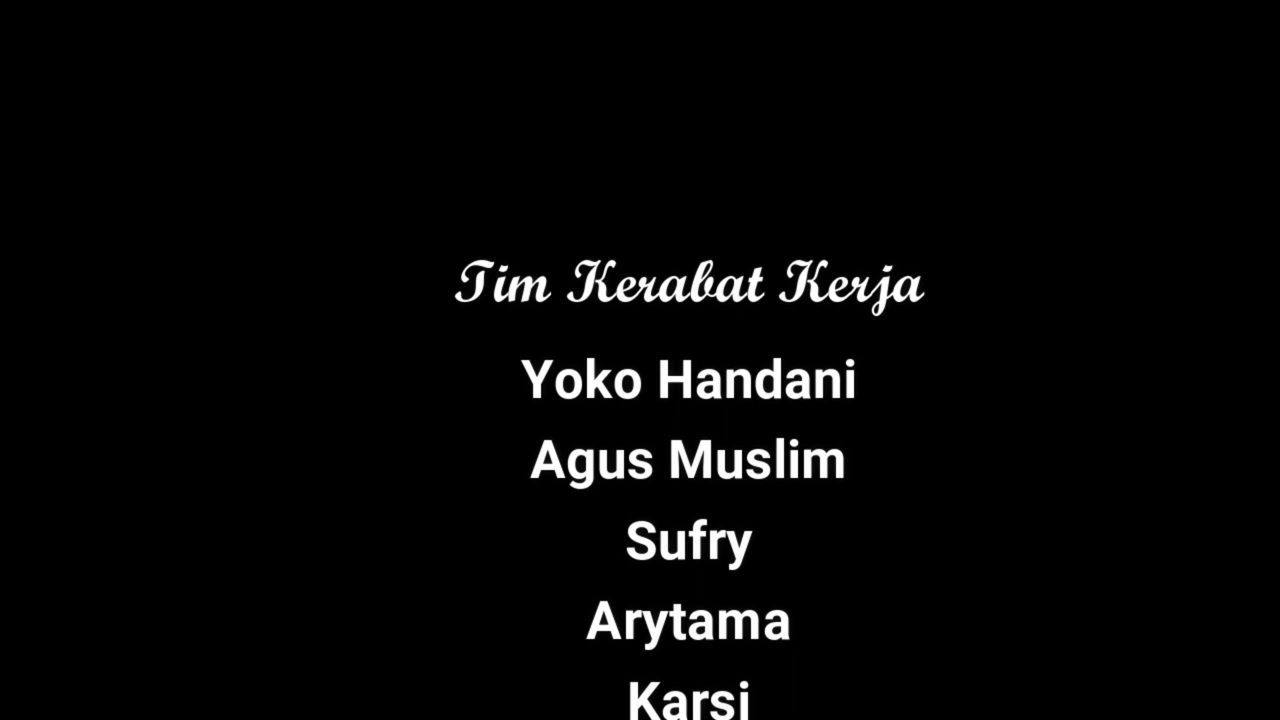 Tim Kerabat Kerja
Yoko Handani
Agus Muslim
Sufry
Arytama
Karsi